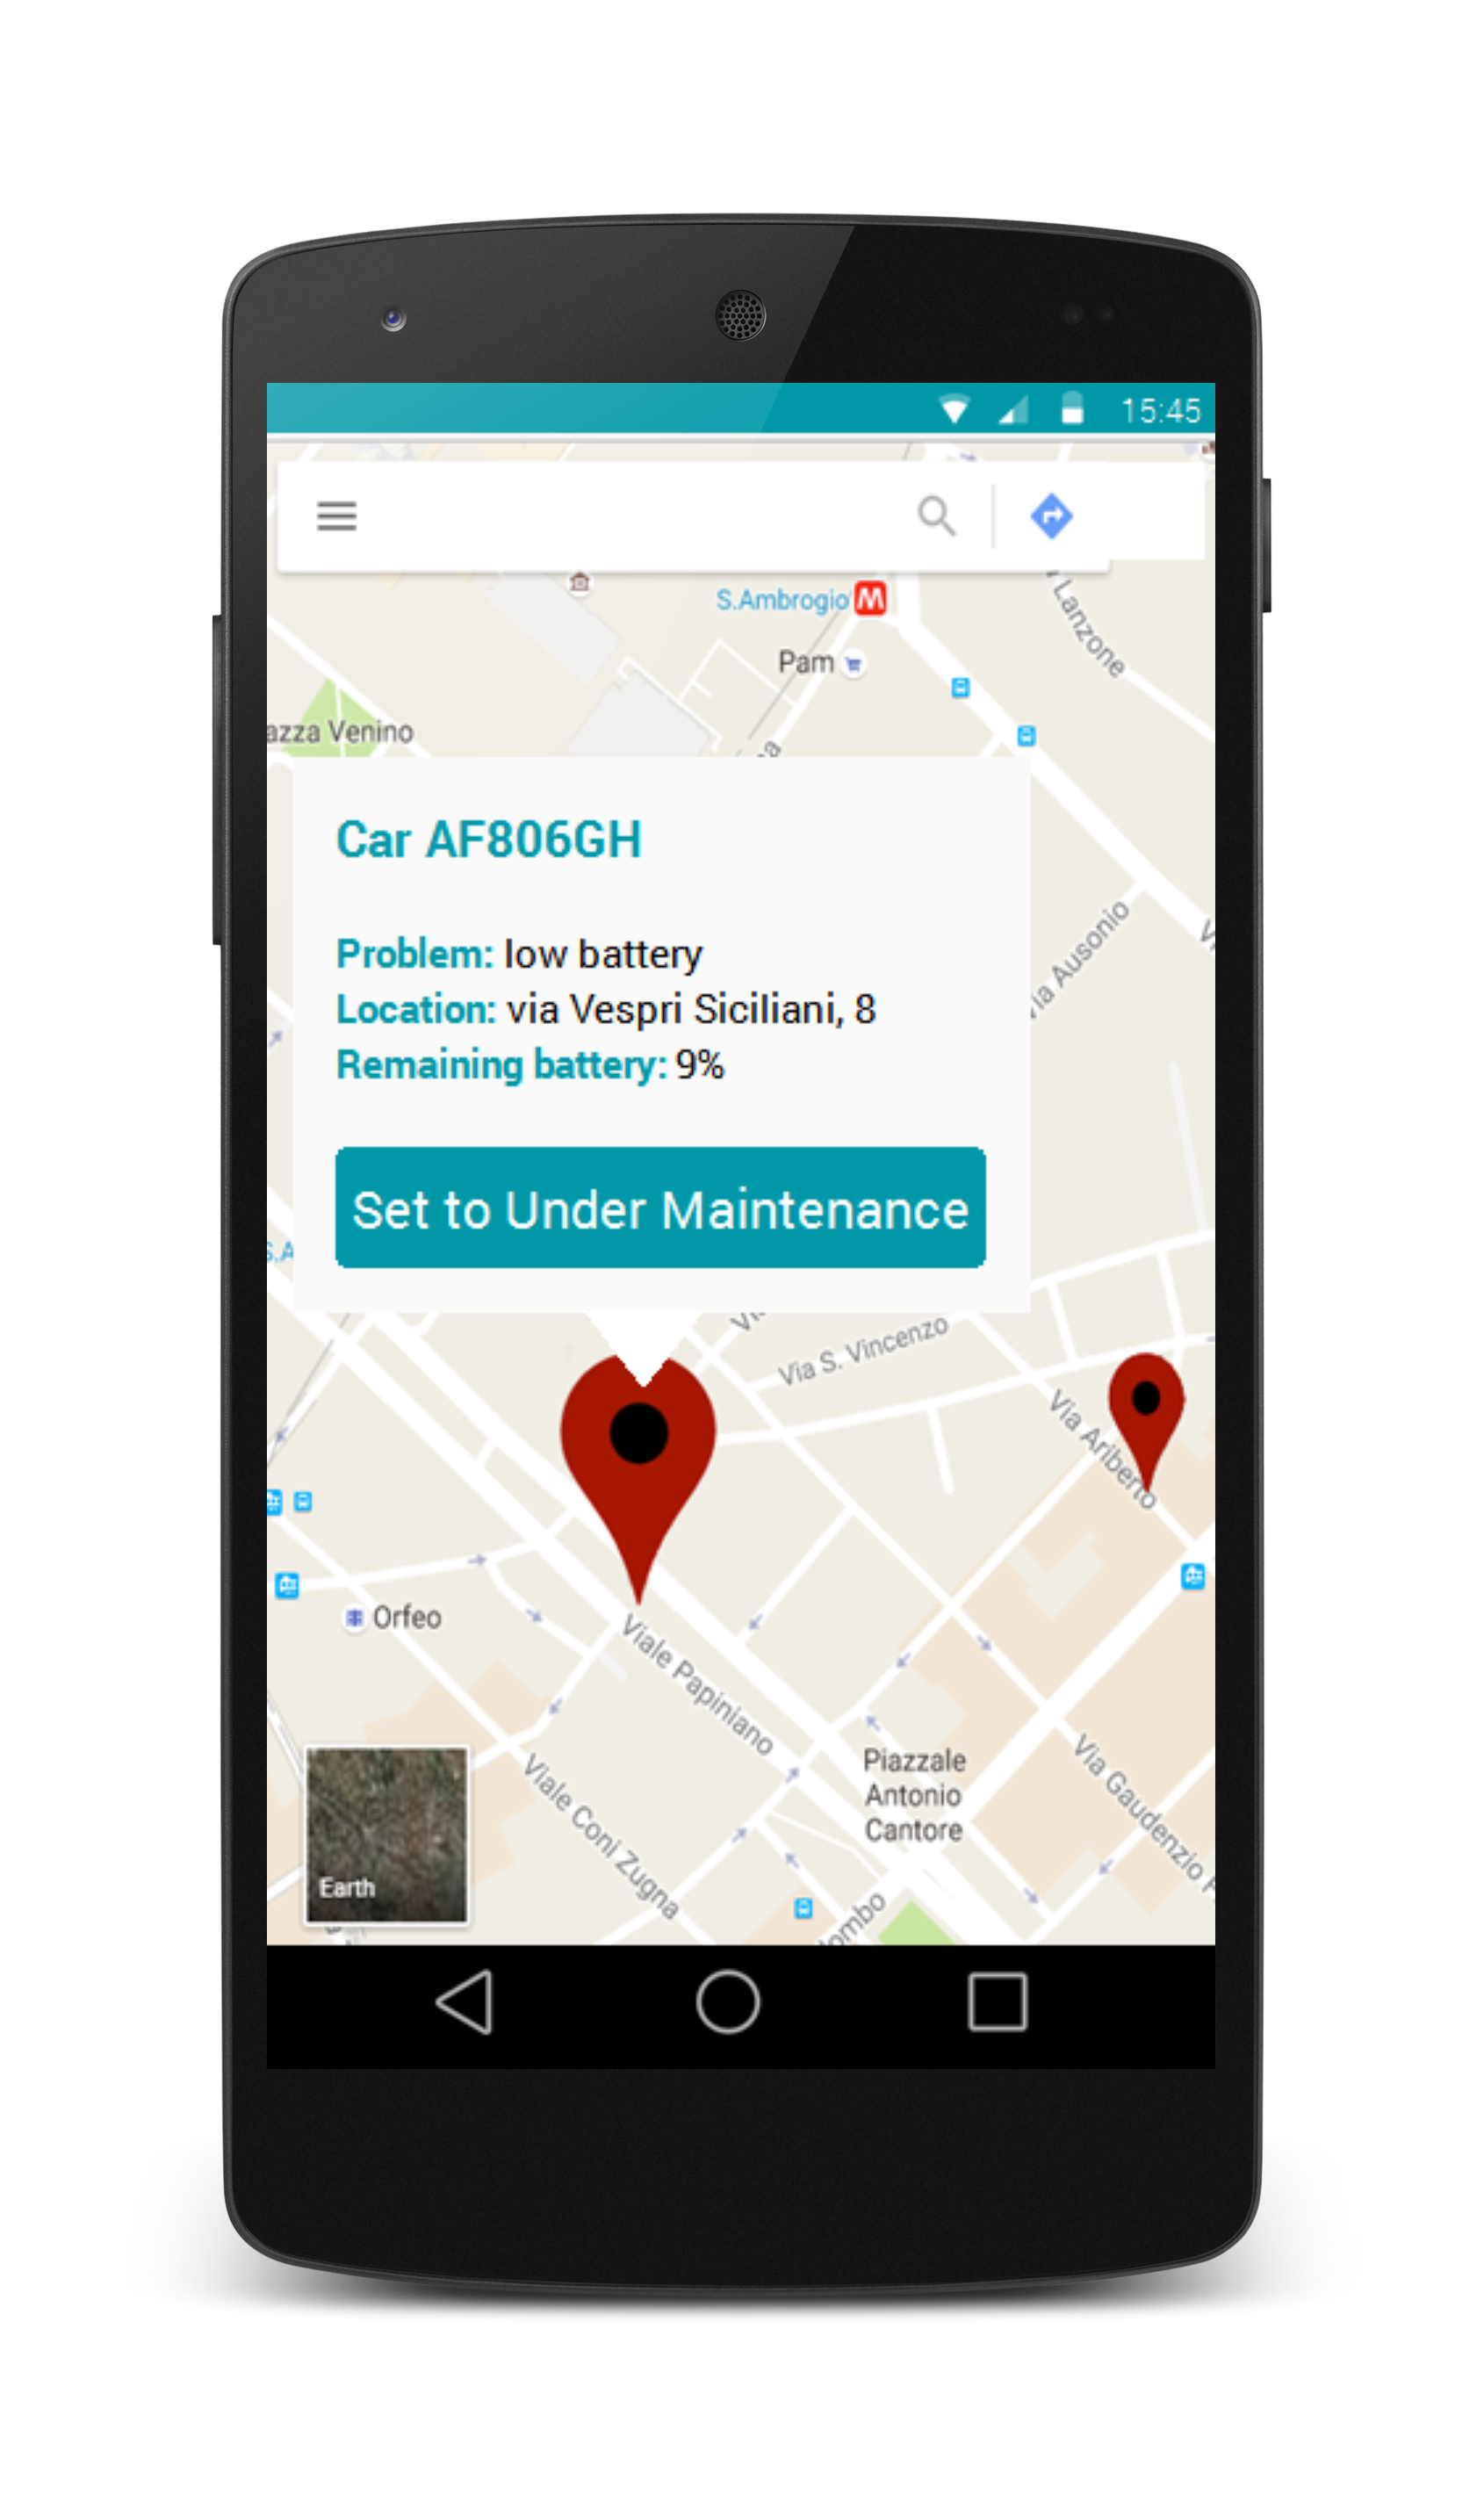 15:45
S.Ambrogio
M
Lanzone
Pam
azza Venino
Car AF806GH
Problem: low battery
Location: via Vespri Siciliani, 8
Remaining battery: 9%
Set to Under Maintenance
via Ausonio
S.A
Via S. Vincenzo
Via Ariberto
Orfeo
Viale Papiniano
Piazzale
Antonio
Cantore
Viale Coni Zugna
Via Gaudenzio F
Earth
lombo